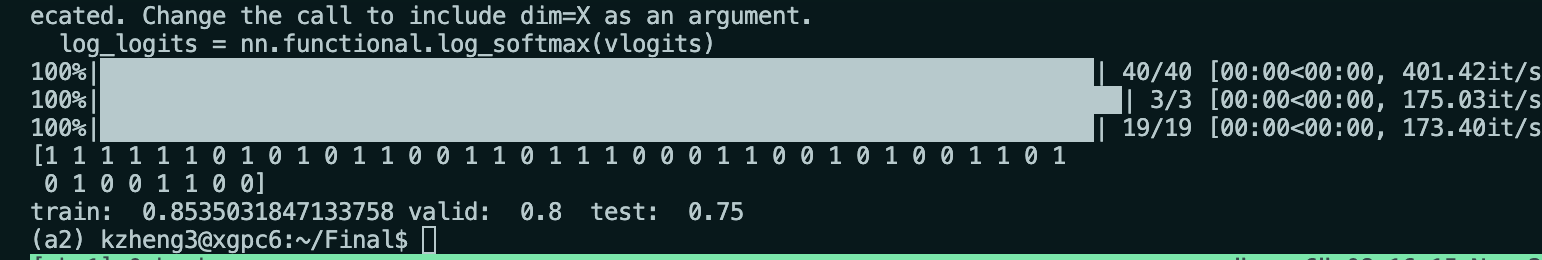 ecated. Change the call to include dim=X as an argument.
log_logits = nn.functional.log_softmax(vlogits)
100%| | 40/40 [00:00<00:00, 401.42it/s
100%| | 3/3 [00:00<00:00, 175.03it/s
100%| | 19/19 [00:00<00:00, 173.40it/s
[1 1 1 1 1 1 0 1 0 1 0 1 1 0 0 1 1 0 1 1 1 0 0 0 1 1 0 0 1 0 1 0 0 1 1 0 1
0 1 0 0 1 1 0 0]
train:  0.8535031847133758 valid:  0.8  test:  0.75
(a2) kzheng3@xgpc6:~/Final$